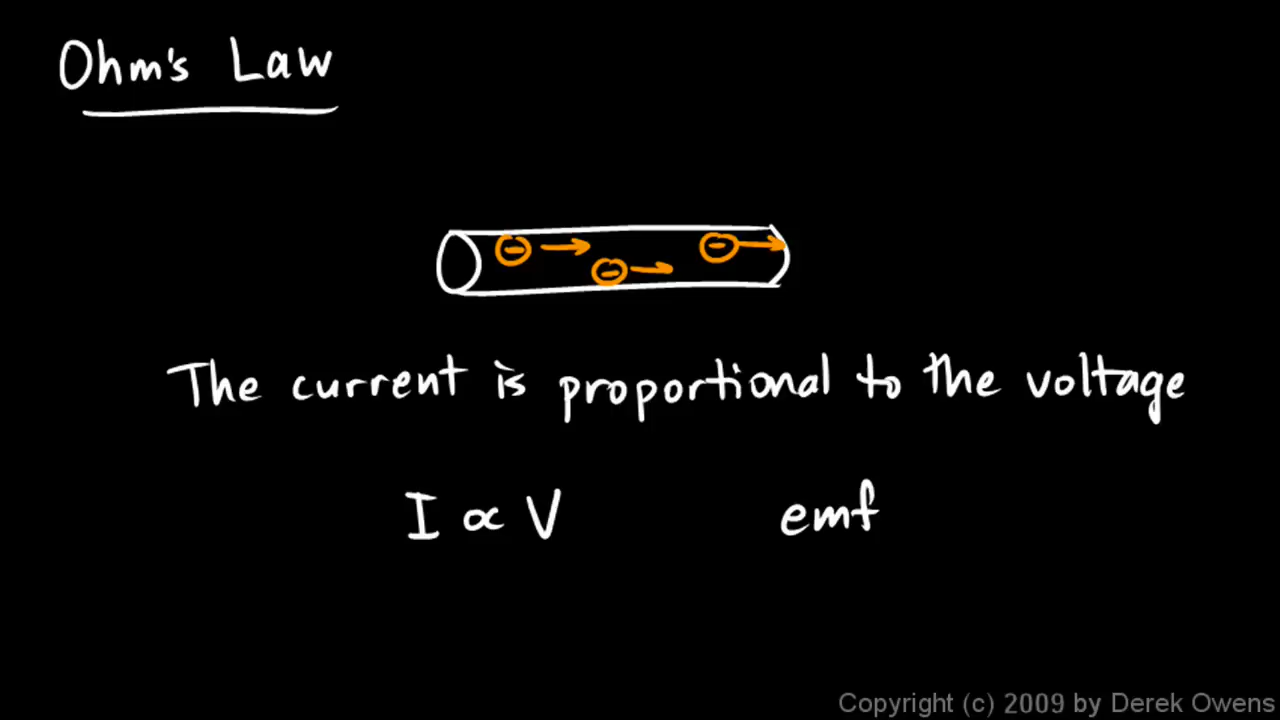 Ohm's Law
⊖ ⊖ ⊖
The current is proportional to the voltage
I ∝ V emf
Copyright (c) 2009 by Derek Owens